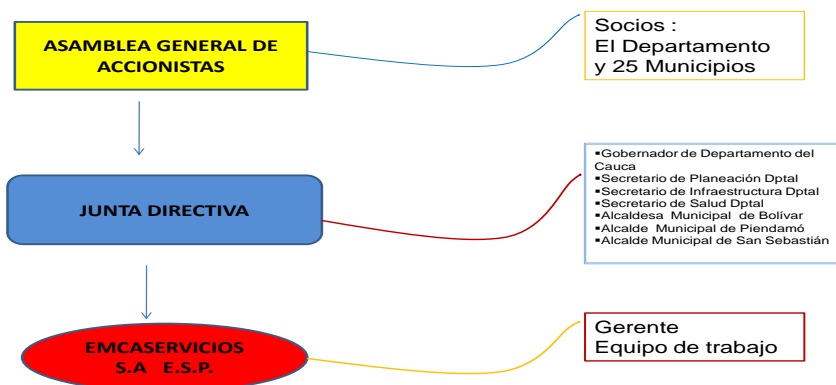 ASAMBLEA GENERAL DE
ACCIONISTAS
Socios :
El Departamento
y 25 Municipios
JUNTA DIRECTIVA
▪Gobernador de Departamento del
Cauca
▪Secretario de Planeación Dptal
▪Secretario de Infraestructura Dptal
▪Secretario de Salud Dptal
▪Alcaldesa Municipal de Bolívar
▪Alcalde Municipal de Piendamó
▪Alcalde Municipal de San Sebastián
EMCASERVICIOS
S.A E.S.P.
Gerente
Equipo de trabajo